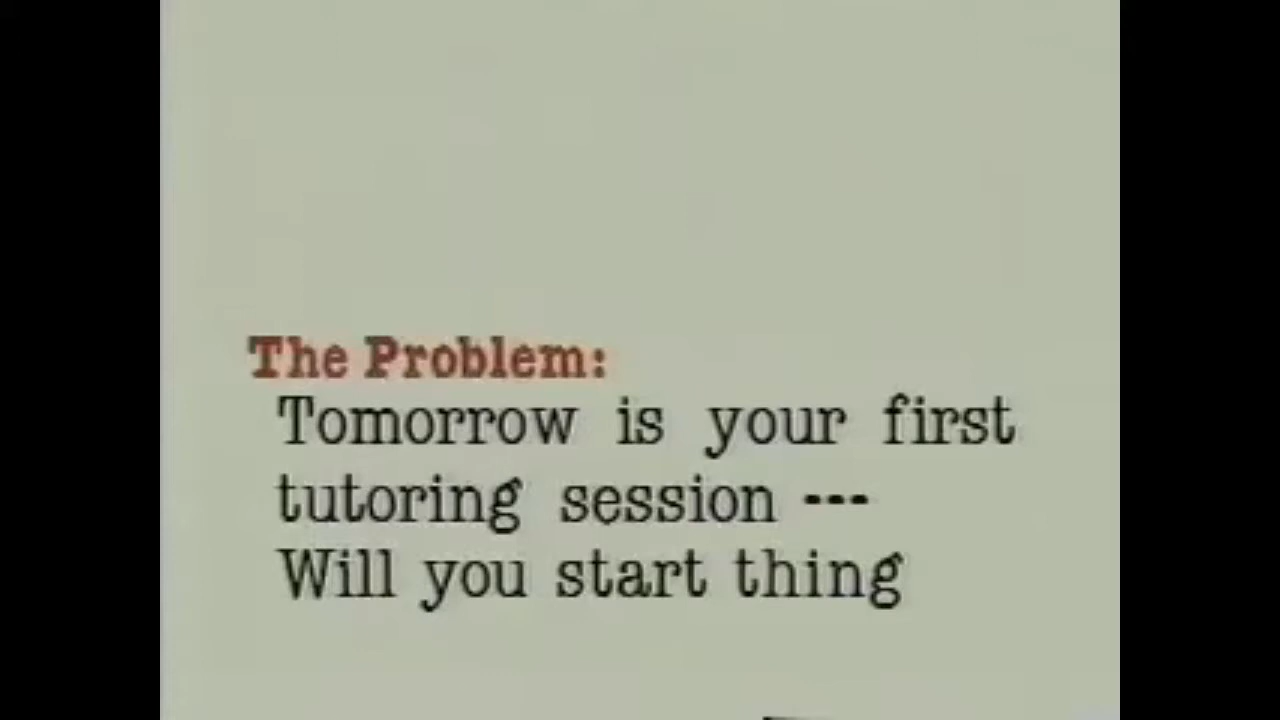 The Problem:
Tomorrow is your first
tutoring session ---
Will you start thing